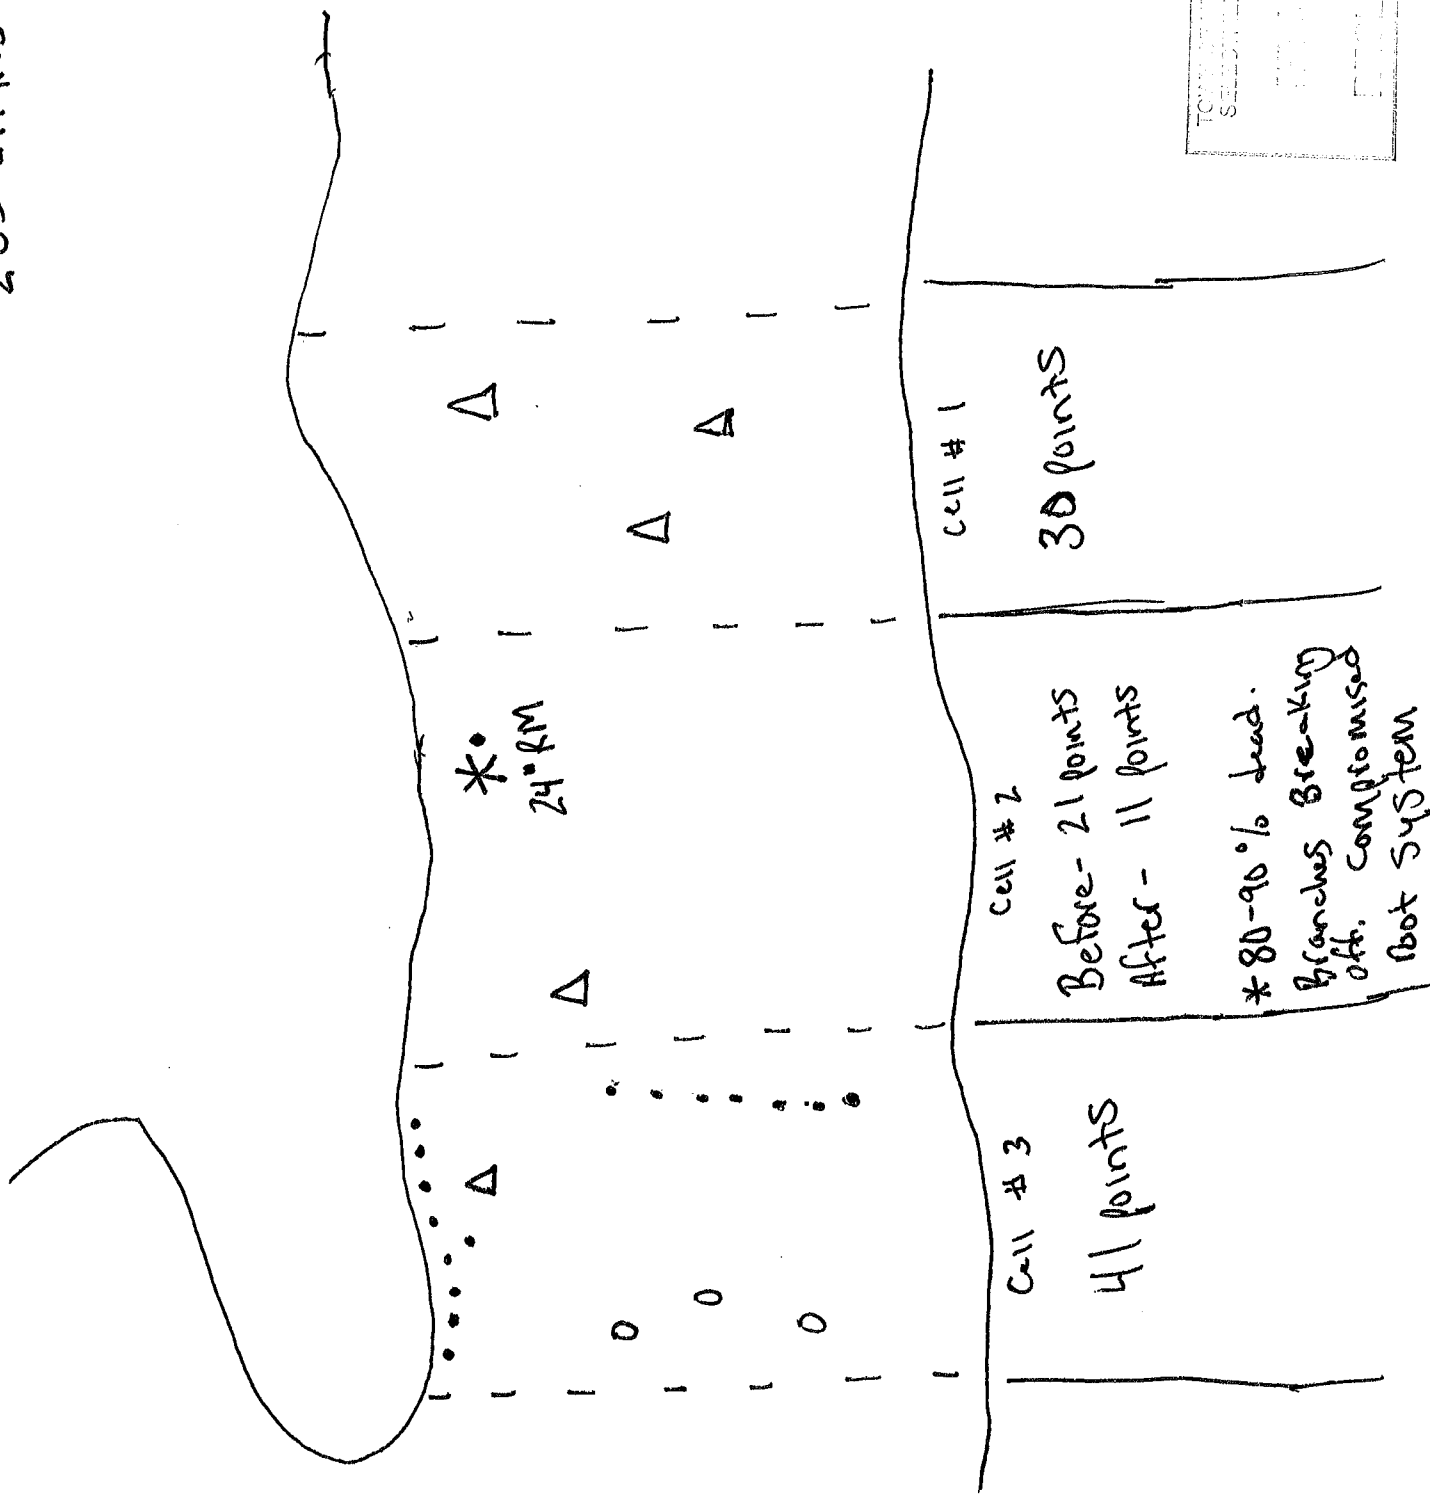 24" RM
Cell # 1
30 points
Cell # 2
Before - 21 points
After - 11 points
* 80-90% dead.
Branches Breaking
off. Compromised
Root System
Cell # 3
41 points